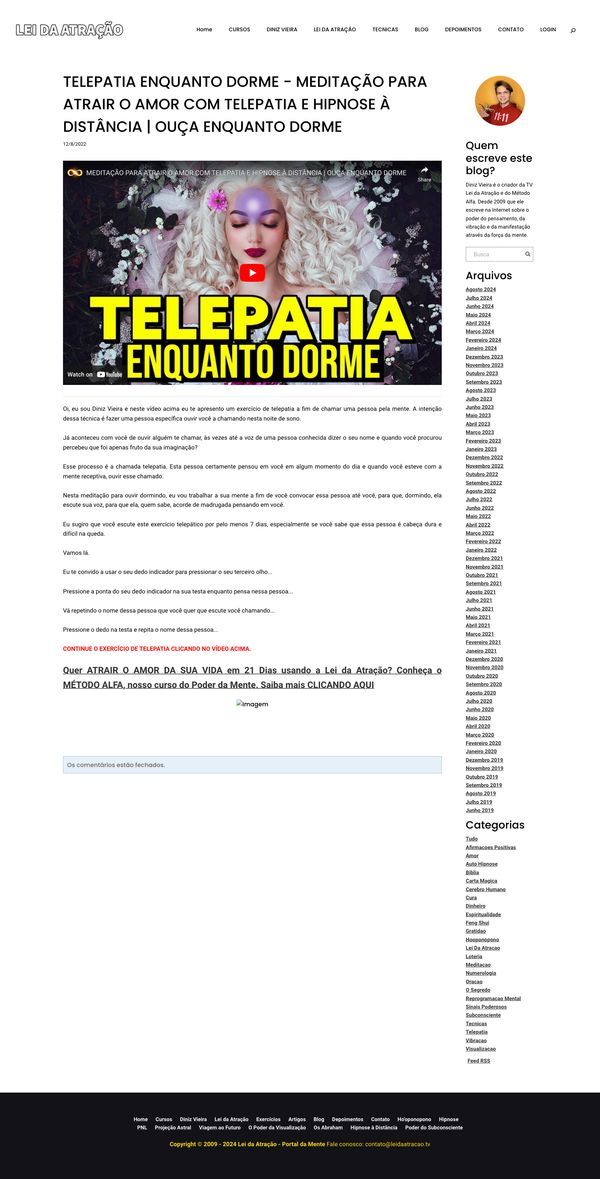 LEI DA ATRAÇÃO
Home CURSOS DINIZ VIEIRA LEI DA ATRAÇÃO TECNICAS BLOG DEPOIMENTOS CONTATO LOGIN
TELEPATIA ENQUANTO DORME - MEDITAÇÃO PARA
ATRAIR O AMOR COM TELEPATIA E HIPNOSE À
DISTÂNCIA | OUÇA ENQUANTO DORME
12/8/2022
MEDITAÇÃO PARA ATRAIR O AMOR COM TELEPATIA E HIPNOSE À DISTÂNCIA | OUÇA ENQUANTO DORME
Share
TELEPATIA
ENQUANTO DORME
Watch on YouTube
Oi, eu sou Diniz Vieira e neste vídeo acima eu te apresento um exercício de telepatia a fim de chamar uma pessoa pela mente. A intenção
dessa técnica é fazer uma pessoa específica ouvir você a chamando nesta noite de sono.
Já aconteceu com você de ouvir alguém te chamar, às vezes até a voz de uma pessoa conhecida dizer o seu nome e quando você procurou
percebeu que foi apenas fruto da sua imaginação?
Esse processo é a chamada telepatia. Esta pessoa certamente pensou em você em algum momento do dia e quando você esteve com a
mente receptiva, ouvir esse chamado.
Nesta meditação para ouvir dormindo, eu vou trabalhar a sua mente a fim de você convocar essa pessoa até você, para que, dormindo, ela
escute sua voz, para que ela, quem sabe, acorde de madrugada pensando em você.
Eu sugiro que você escute este exercício telepático por pelo menos 7 dias, especialmente se você sabe que essa pessoa é cabeça dura e
difícil na queda.
Vamos lá.
Eu te convido a usar o seu dedo indicador para pressionar o seu terceiro olho...
Pressione a ponta do seu dedo indicador na sua testa enquanto pensa nessa pessoa...
Vá repetindo o nome dessa pessoa que você quer que escute você chamando...
Pressione o dedo na testa e repita o nome dessa pessoa...
CONTINUE O EXERCÍCIO DE TELEPATIA CLICANDO NO VÍDEO ACIMA.
Quer ATRAIR O AMOR DA SUA VIDA em 21 Dias usando a Lei da Atração? Conheça o
MÉTODO ALFA, nosso curso do Poder da Mente. Saiba mais CLICANDO AQUI
Imagem
Os comentários estão fechados.
11:11
Quem
escreve este
blog?
Diniz Vieira é o criador da TV
Lei da Atração e do Método
Alfa. Desde 2009 que ele
escreve na Internet sobre o
poder do pensamento, da
vibração e da manifestação
através da força da mente.
Busca
Arquivos
Agosto 2024
Julho 2024
Junho 2024
Maio 2024
Abril 2024
Março 2024
Fevereiro 2024
Janeiro 2024
Dezembro 2023
Novembro 2023
Outubro 2023
Setembro 2023
Agosto 2023
Julho 2023
Junho 2023
Maio 2023
Abril 2023
Março 2023
Fevereiro 2023
Janeiro 2023
Dezembro 2022
Novembro 2022
Outubro 2022
Setembro 2022
Agosto 2022
Julho 2022
Junho 2022
Maio 2022
Abril 2022
Março 2022
Fevereiro 2022
Janeiro 2022
Dezembro 2021
Novembro 2021
Outubro 2021
Setembro 2021
Agosto 2021
Julho 2021
Junho 2021
Maio 2021
Abril 2021
Março 2021
Fevereiro 2021
Janeiro 2021
Dezembro 2020
Novembro 2020
Outubro 2020
Setembro 2020
Agosto 2020
Julho 2020
Junho 2020
Maio 2020
Abril 2020
Março 2020
Fevereiro 2020
Janeiro 2020
Dezembro 2019
Novembro 2019
Outubro 2019
Setembro 2019
Agosto 2019
Julho 2019
Junho 2019
Categorias
Tudo
Afirmacoes Positivas
Amor
Auto Hipnose
Biblia
Carta Magica
Cerebro Humano
Cura
Dinheiro
Espiritualidade
Feng Shui
Gratidao
Hooponopono
Lei Da Atracao
Loteria
Meditacao
Numerologia
Oracao
O Segredo
Reprogramacao Mental
Sinais Poderosos
Subconsciente
Tecnicas
Telepatia
Vibracao
Visualizacao
Feed RSS
Home Cursos Diniz Vieira Lei da Atração Exercícios Artigos Blog Depoimentos Contato Ho'oponopono Hipnose
PNL Projeção Astral Viagem ao Futuro O Poder da Visualização Os Abraham Hipnose à Distância Poder do Subconsciente
Copyright © 2009 - 2024 Lei da Atração - Portal da Mente Fale conosco: contato@leidaatracao.tv